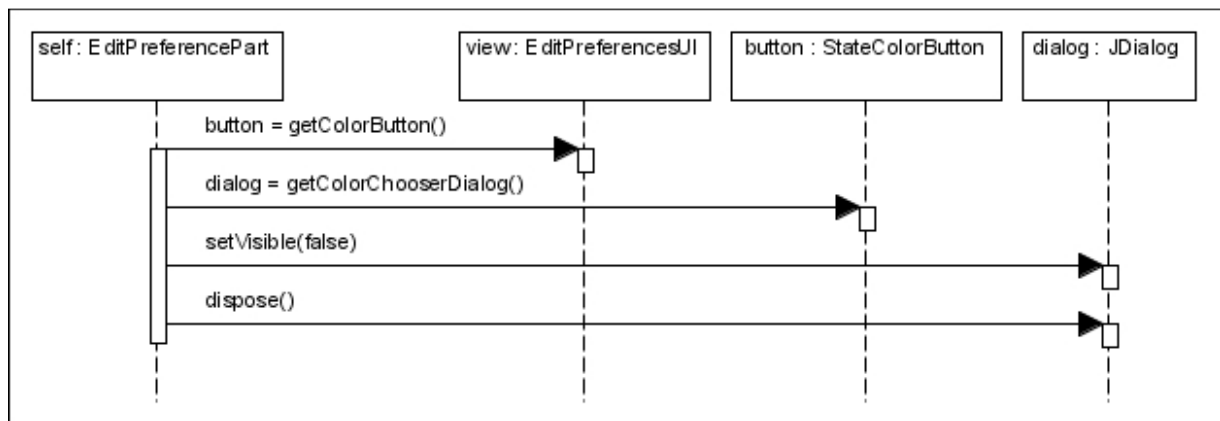 self : EditPreferencePart
view: EditPreferencesUI
button : StateColorButton
dialog : JDialog
button = getColorButton()
dialog = getColorChooserDialog()
setVisible(false)
dispose()